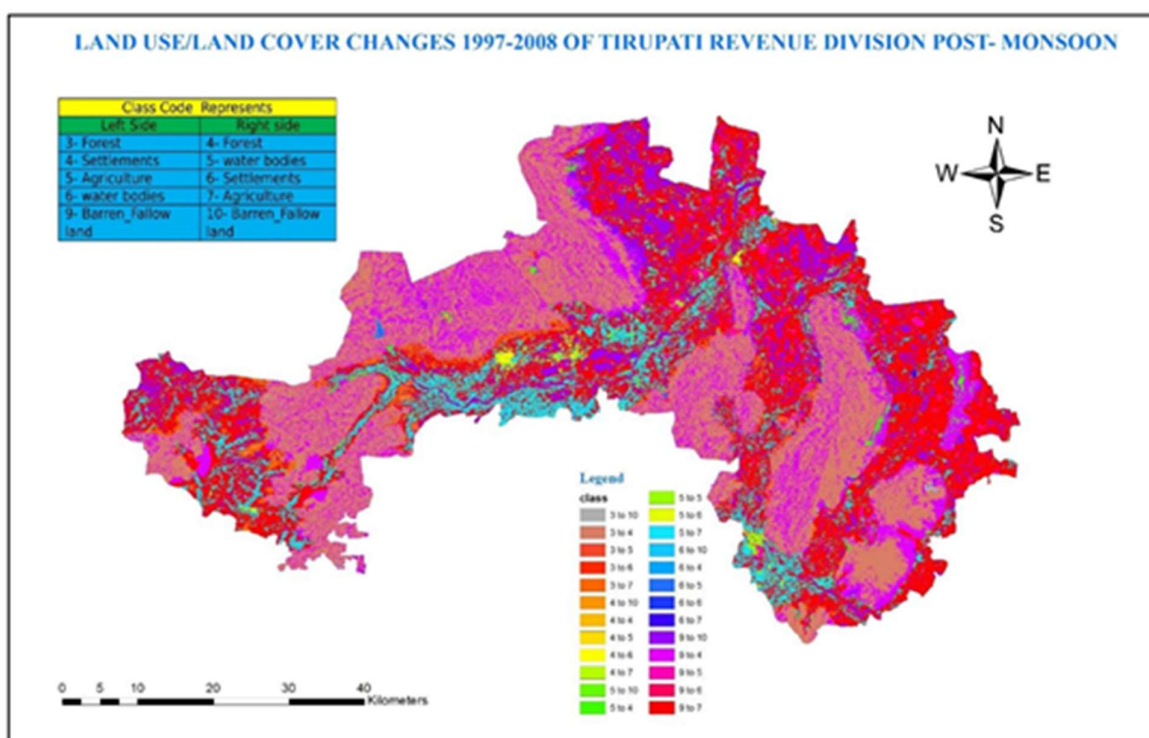 LAND USE/LAND COVER CHANGES 1997-2008 OF TIRUPATI REVENUE DIVISION POST- MONSOON
Class Code Represents
Left Side Right side
3- Forest 4- Forest
4- Settlements 5- water bodies
5- Agriculture 6- Settlements
6- water bodies 7- Agriculture
9- Barren_Fallow land 10- Barren_Fallow land
N
W E
S
Legend
class
3 to 10
3 to 4
3 to 5
3 to 6
3 to 7
4 to 10
4 to 4
4 to 5
4 to 6
4 to 7
5 to 10
5 to 4
5 to 5
5 to 6
5 to 7
6 to 10
6 to 4
6 to 5
6 to 6
6 to 7
9 to 10
9 to 4
9 to 5
9 to 6
9 to 7
0 5 10 20 30 40
Kilometers